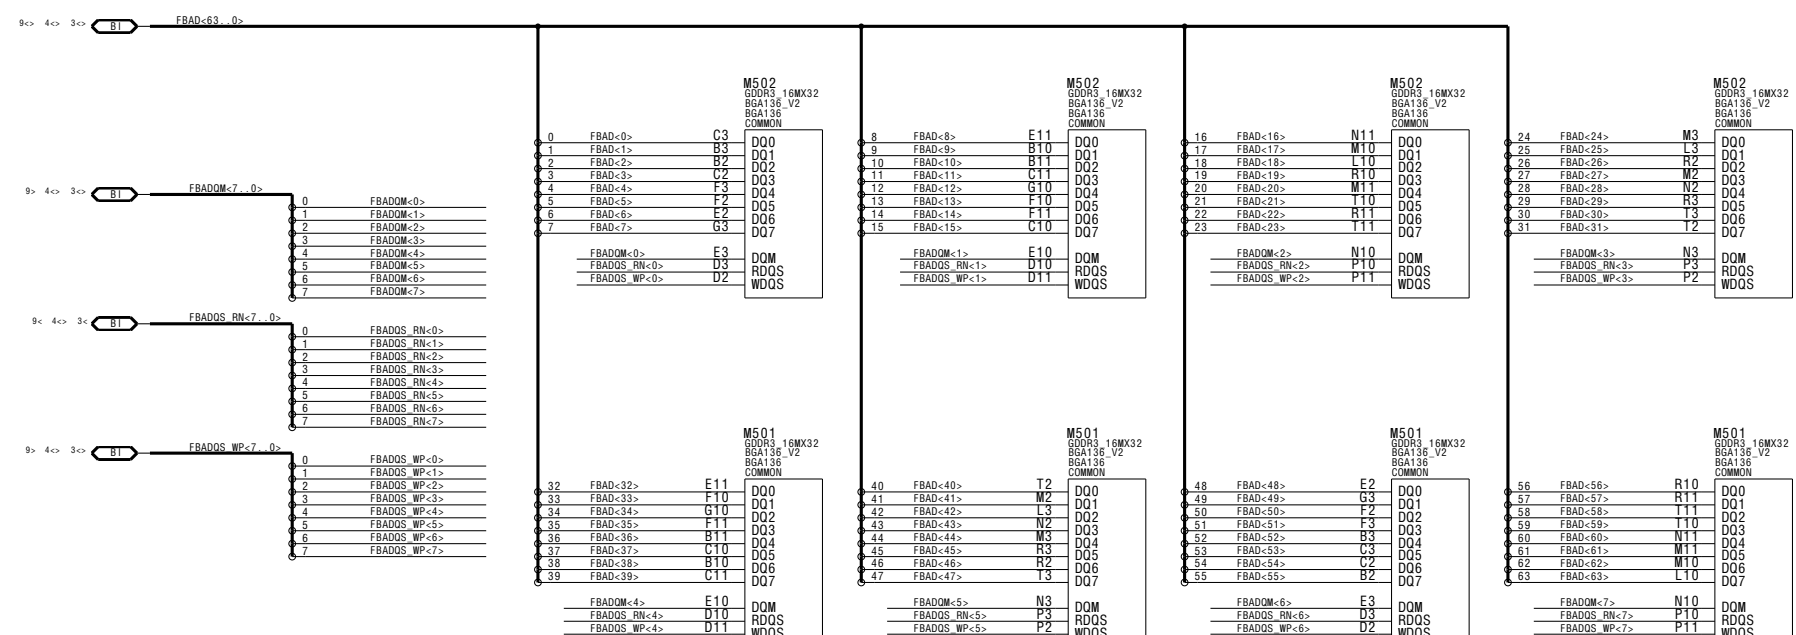 9<> 4<> 3<> BI FBAD<63..0>
M502 M502 M502 M502
GDDR3_16MX32 GDDR3_16MX32 GDDR3_16MX32 GDDR3_16MX32
BGA136_V2 BGA136_V2 BGA136_V2 BGA136_V2
BGA136 BGA136 BGA136 BGA136
COMMON COMMON COMMON COMMON
0 FBAD<0> C3 DQ0 8 FBAD<8> E11 DQ0 16 FBAD<16> N11 DQ0 24 FBAD<24> M3 DQ0
1 FBAD<1> B3 DQ1 9 FBAD<9> B10 DQ1 17 FBAD<17> M10 DQ1 25 FBAD<25> L3 DQ1
2 FBAD<2> B2 DQ2 10 FBAD<10> B11 DQ2 18 FBAD<18> L10 DQ2 26 FBAD<26> R2 DQ2
3 FBAD<3> C2 DQ3 11 FBAD<11> C11 DQ3 19 FBAD<19> R10 DQ3 27 FBAD<27> M2 DQ3
4 FBAD<4> F3 DQ4 12 FBAD<12> G10 DQ4 20 FBAD<20> M11 DQ4 28 FBAD<28> N2 DQ4
5 FBAD<5> F2 DQ5 13 FBAD<13> F10 DQ5 21 FBAD<21> T10 DQ5 29 FBAD<29> R3 DQ5
6 FBAD<6> E2 DQ6 14 FBAD<14> F11 DQ6 22 FBAD<22> R11 DQ6 30 FBAD<30> T3 DQ6
7 FBAD<7> G3 DQ7 15 FBAD<15> C10 DQ7 23 FBAD<23> T11 DQ7 31 FBAD<31> T2 DQ7
FBADQM<0> E3 DQM FBADQM<1> E10 DQM FBADQM<2> N10 DQM FBADQM<3> N3 DQM
FBADQS_RN<0> D3 RDQS FBADQS_RN<1> D10 RDQS FBADQS_RN<2> P10 RDQS FBADQS_RN<3> P3 RDQS
FBADQS_WP<0> D2 WDQS FBADQS_WP<1> D11 WDQS FBADQS_WP<2> P11 WDQS FBADQS_WP<3> P2 WDQS
9> 4<> 3<> BI FBADQM<7..0>
0 FBADQM<0>
1 FBADQM<1>
2 FBADQM<2>
3 FBADQM<3>
4 FBADQM<4>
5 FBADQM<5>
6 FBADQM<6>
7 FBADQM<7>
9< 4<> 3< BI FBADQS_RN<7..0>
0 FBADQS_RN<0>
1 FBADQS_RN<1>
2 FBADQS_RN<2>
3 FBADQS_RN<3>
4 FBADQS_RN<4>
5 FBADQS_RN<5>
6 FBADQS_RN<6>
7 FBADQS_RN<7>
9> 4<> 3<> BI FBADQS_WP<7..0>
0 FBADQS_WP<0>
1 FBADQS_WP<1>
2 FBADQS_WP<2>
3 FBADQS_WP<3>
4 FBADQS_WP<4>
5 FBADQS_WP<5>
6 FBADQS_WP<6>
7 FBADQS_WP<7>
M501 M501 M501 M501
GDDR3_16MX32 GDDR3_16MX32 GDDR3_16MX32 GDDR3_16MX32
BGA136_V2 BGA136_V2 BGA136_V2 BGA136_V2
BGA136 BGA136 BGA136 BGA136
COMMON COMMON COMMON COMMON
32 FBAD<32> E11 DQ0 40 FBAD<40> T2 DQ0 48 FBAD<48> E2 DQ0 56 FBAD<56> R10 DQ0
33 FBAD<33> F10 DQ1 41 FBAD<41> M2 DQ1 49 FBAD<49> G3 DQ1 57 FBAD<57> R11 DQ1
34 FBAD<34> G10 DQ2 42 FBAD<42> L3 DQ2 50 FBAD<50> F2 DQ2 58 FBAD<58> T11 DQ2
35 FBAD<35> F11 DQ3 43 FBAD<43> N2 DQ3 51 FBAD<51> F3 DQ3 59 FBAD<59> T10 DQ3
36 FBAD<36> B11 DQ4 44 FBAD<44> M3 DQ4 52 FBAD<52> B3 DQ4 60 FBAD<60> N11 DQ4
37 FBAD<37> C10 DQ5 45 FBAD<45> R3 DQ5 53 FBAD<53> C3 DQ5 61 FBAD<61> M11 DQ5
38 FBAD<38> B10 DQ6 46 FBAD<46> R2 DQ6 54 FBAD<54> C2 DQ6 62 FBAD<62> M10 DQ6
39 FBAD<39> C11 DQ7 47 FBAD<47> T3 DQ7 55 FBAD<55> B2 DQ7 63 FBAD<63> L10 DQ7
FBADQM<4> E10 DQM FBADQM<5> N3 DQM FBADQM<6> E3 DQM FBADQM<7> N10 DQM
FBADQS_RN<4> D10 RDQS FBADQS_RN<5> P3 RDQS FBADQS_RN<6> D3 RDQS FBADQS_RN<7> P10 RDQS
FBADQS_WP<4> D11 WDQS FBADQS_WP<5> P2 WDQS FBADQS_WP<6> D2 WDQS FBADQS_WP<7> P11 WDQS